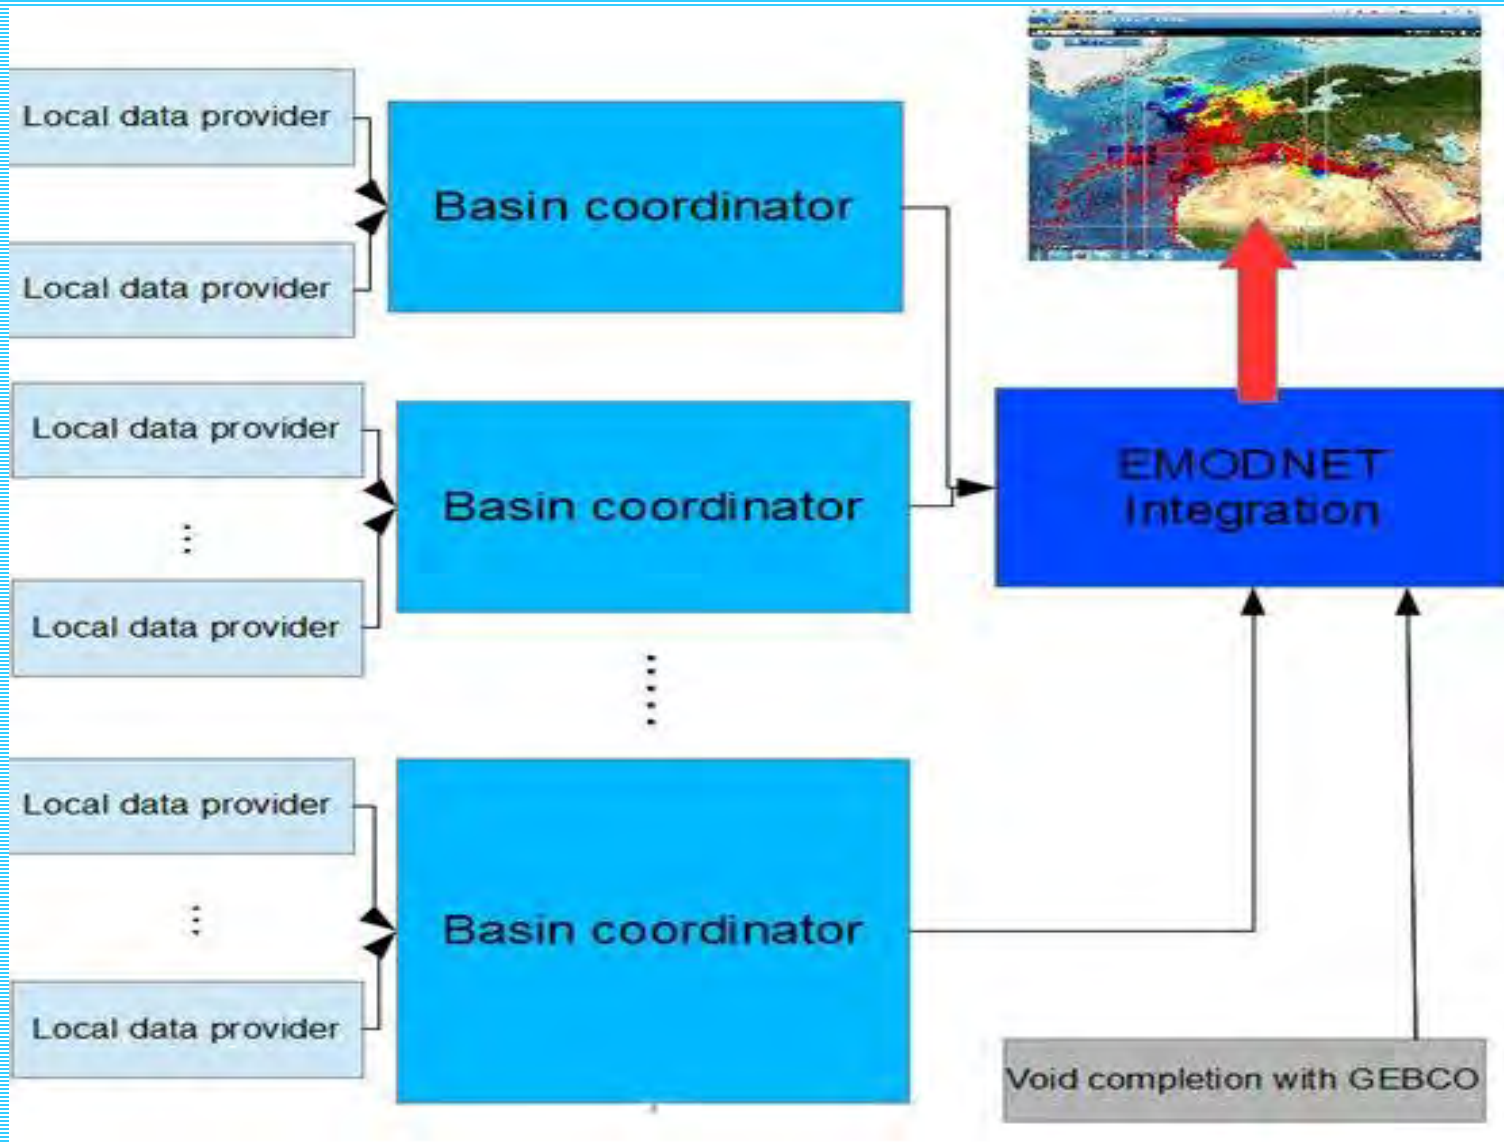 Local data provider
Local data provider
Basin coordinator
Local data provider
Local data provider
Basin coordinator
Local data provider
Local data provider
Basin coordinator
EMODNET
Integration
Void completion with GEBCO